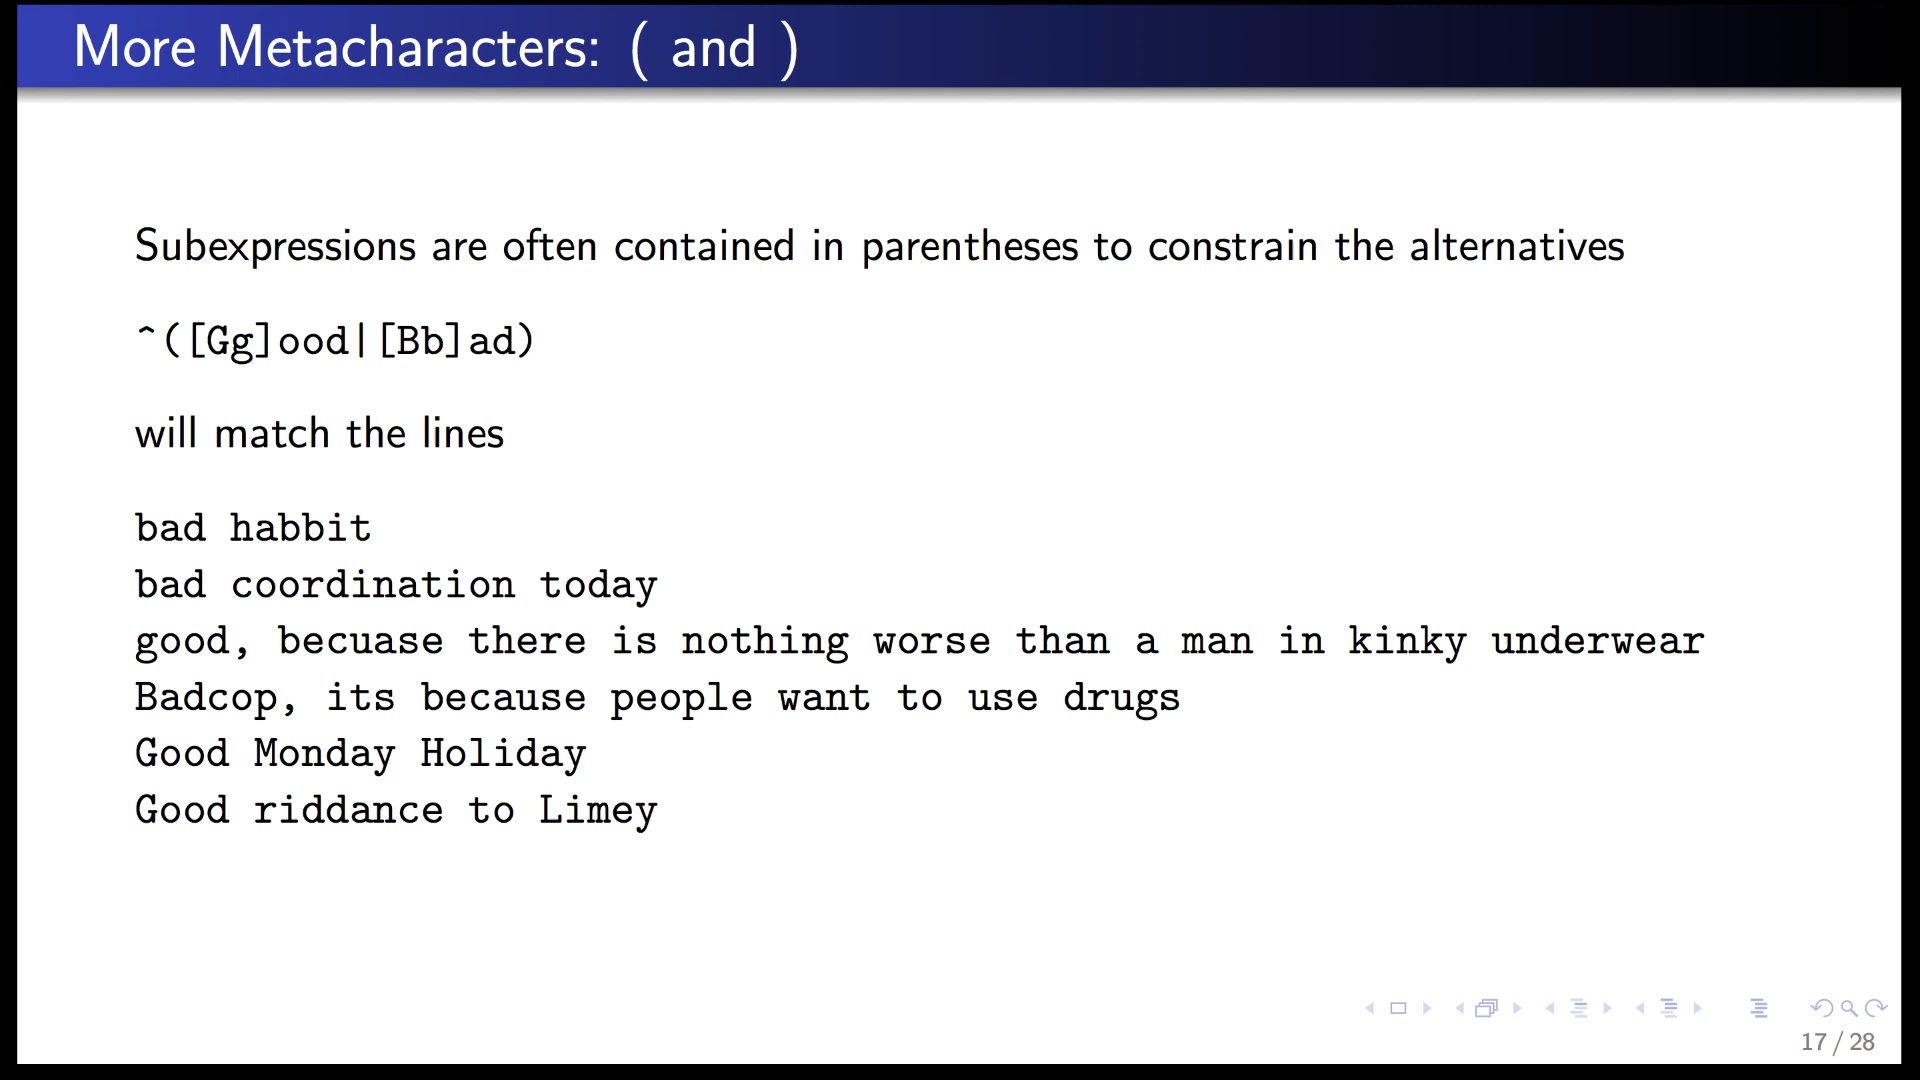 More Metacharacters: ( and )
Subexpressions are often contained in parentheses to constrain the alternatives
^([Gg]ood|[Bb]ad)
will match the lines
bad habbit
bad coordination today
good, becuase there is nothing worse than a man in kinky underwear
Badcop, its because people want to use drugs
Good Monday Holiday
Good riddance to Limey
17 / 28